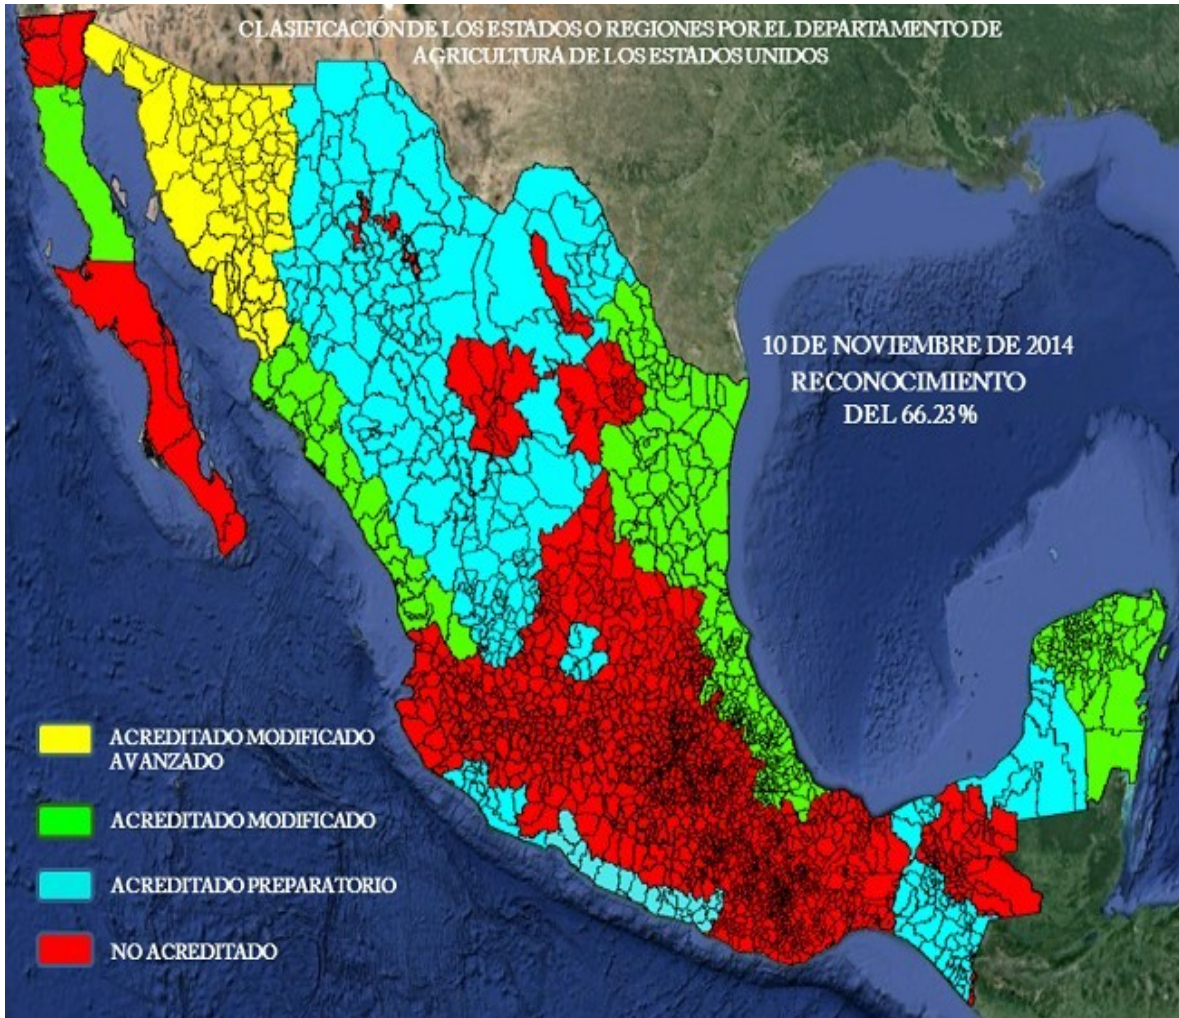 CLASIFICACIÓN DE LOS ESTADOS O REGIONES POR EL DEPARTAMENTO DE
AGRICULTURA DE LOS ESTADOS UNIDOS
10 DE NOVIEMBRE DE 2014
RECONOCIMIENTO
DEL 66.23%
ACREDITADO MODIFICADO
AVANZADO
ACREDITADO MODIFICADO
ACREDITADO PREPARATORIO
NO ACREDITADO